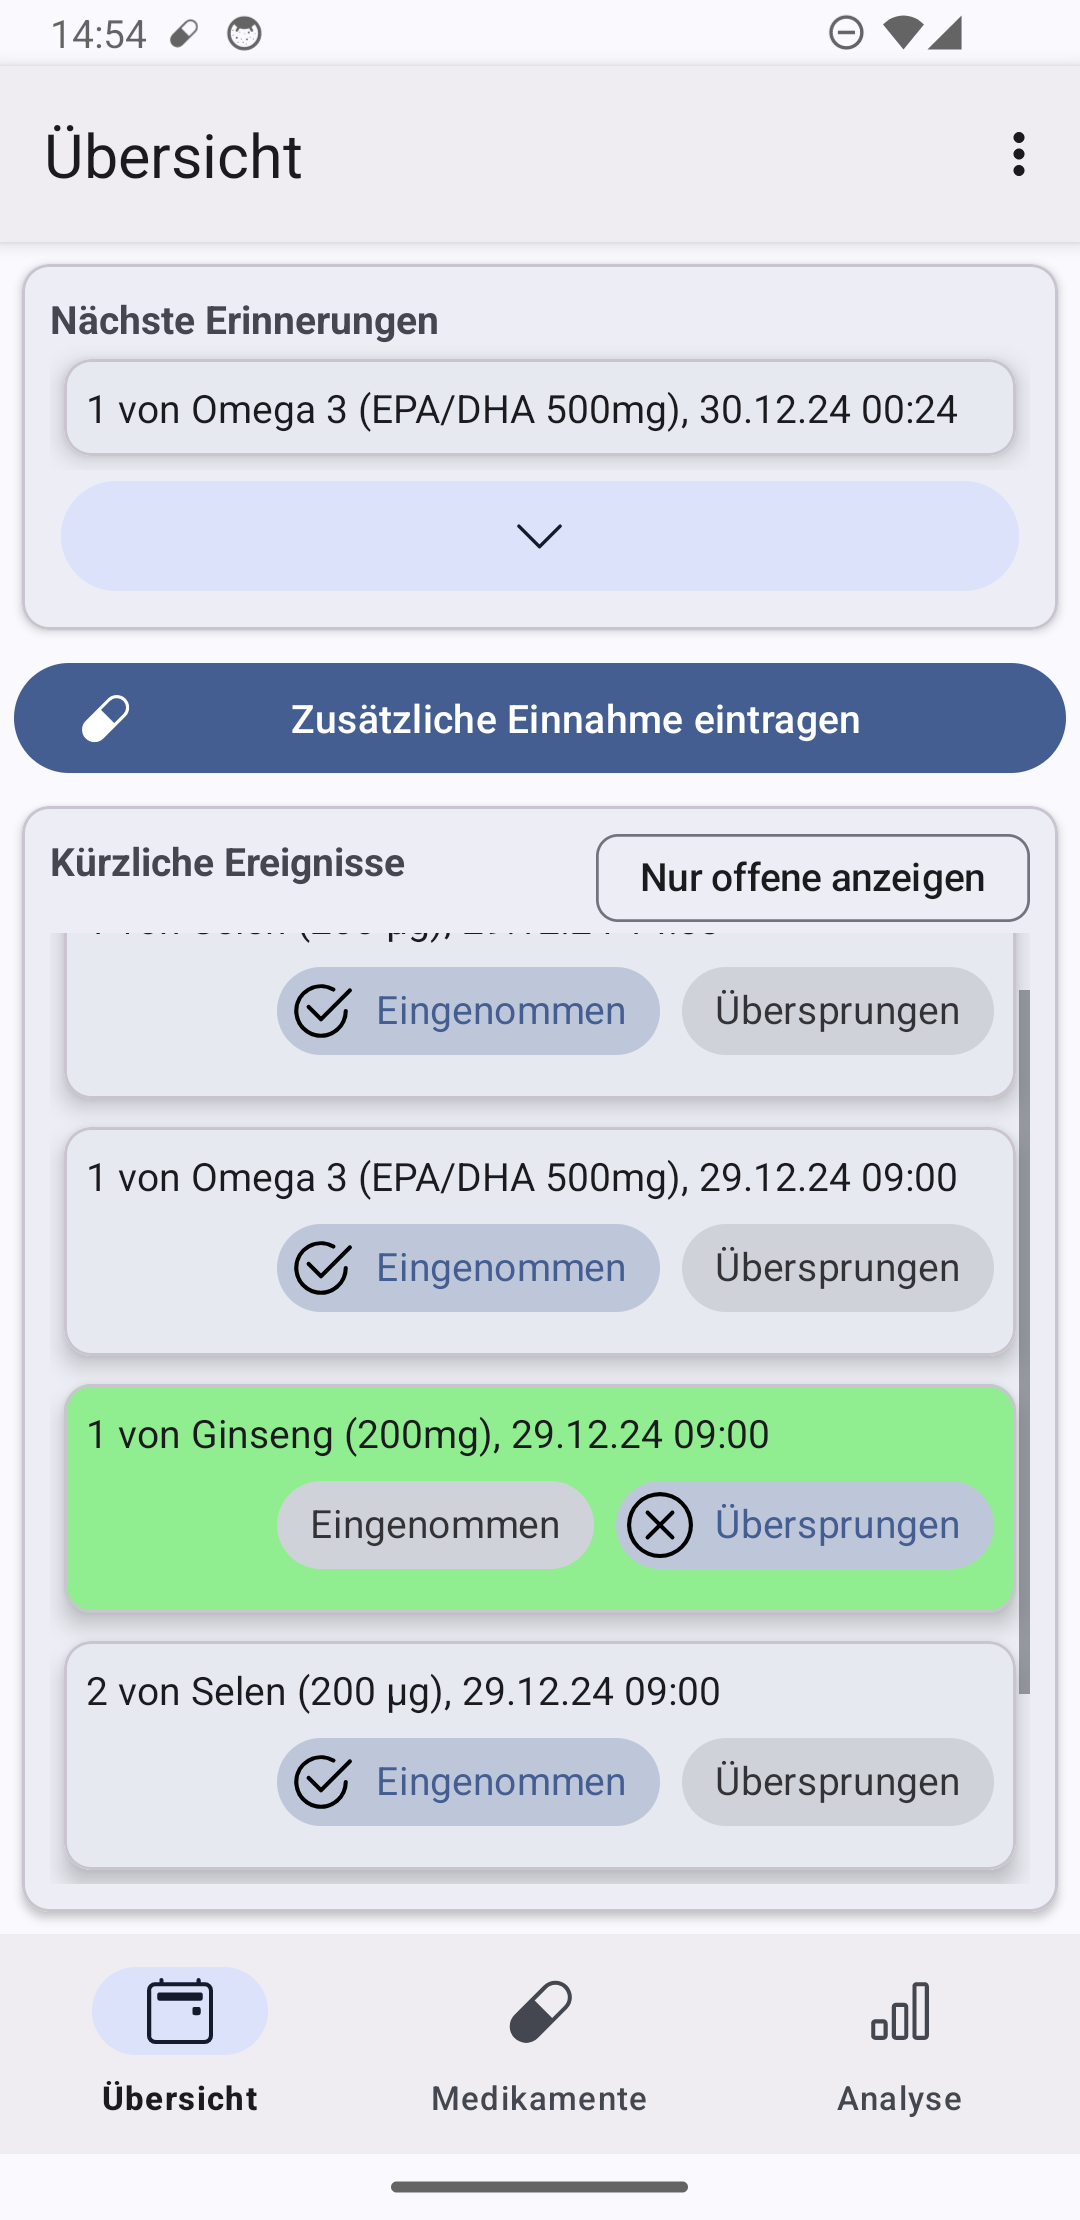 14:54
Übersicht
Nächste Erinnerungen
1 von Omega 3 (EPA/DHA 500mg), 30.12.24 00:24
Zusätzliche Einnahme eintragen
Kürzliche Ereignisse
Nur offene anzeigen
Eingenommen Übersprungen
1 von Omega 3 (EPA/DHA 500mg), 29.12.24 09:00
Eingenommen Übersprungen
1 von Ginseng (200mg), 29.12.24 09:00
Eingenommen Übersprungen
2 von Selen (200 µg), 29.12.24 09:00
Eingenommen Übersprungen
Übersicht Medikamente Analyse